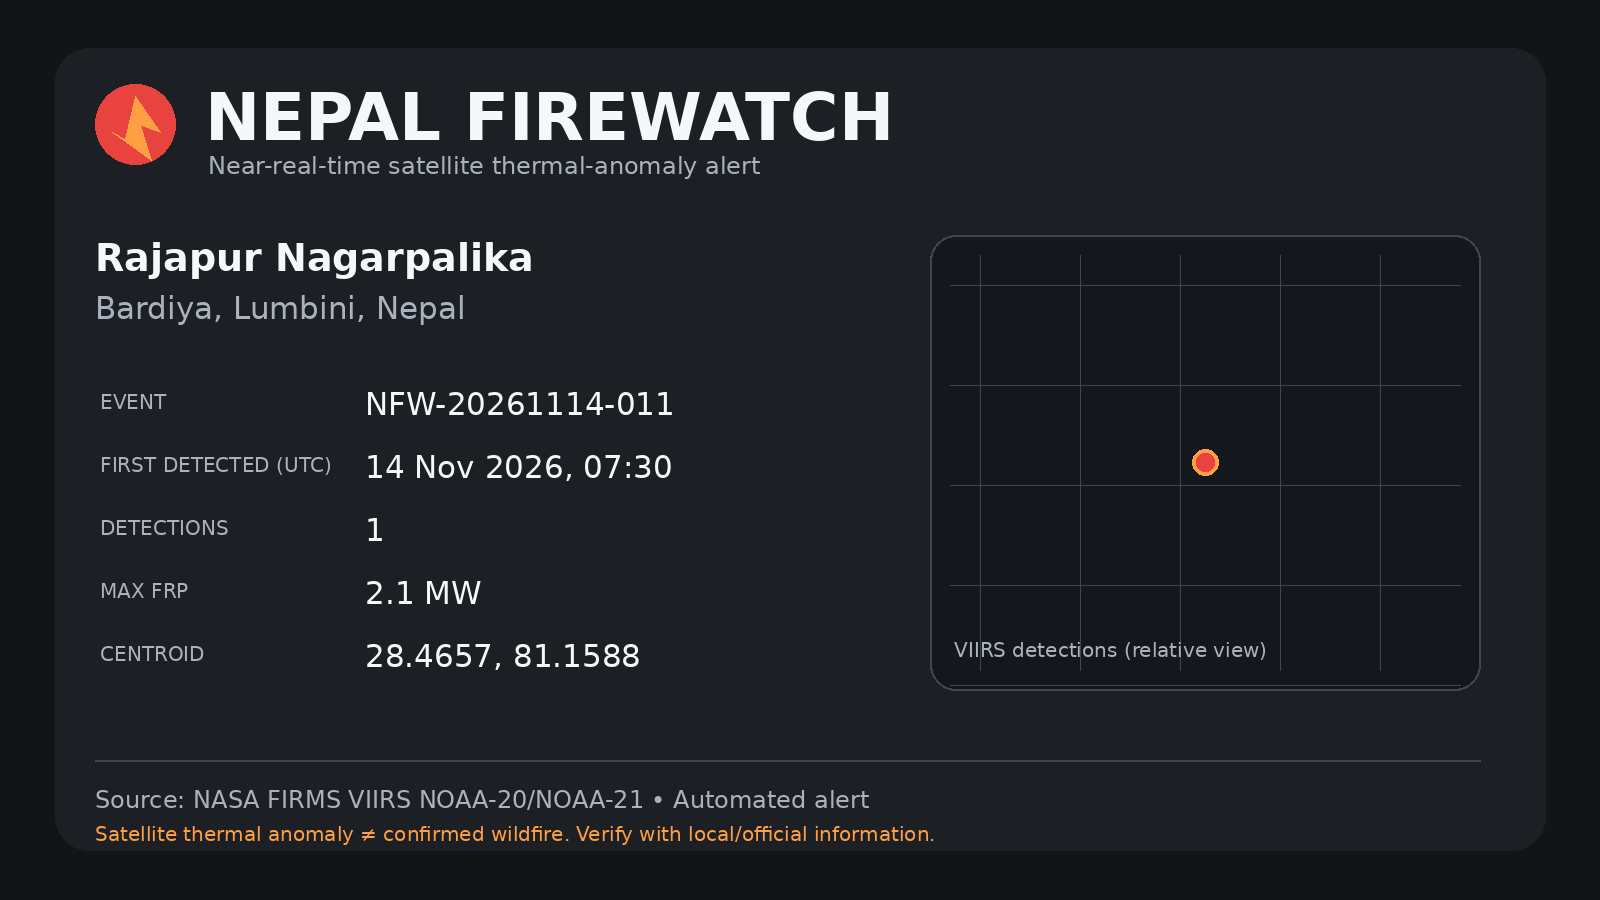 NEPAL FIREWATCH
Near-real-time satellite thermal-anomaly alert
Rajapur Nagarpalika
Bardiya, Lumbini, Nepal
EVENT NFW-20261114-011
FIRST DETECTED (UTC) 14 Nov 2026, 07:30
DETECTIONS 1
MAX FRP 2.1 MW
CENTROID 28.4657, 81.1588
VIIRS detections (relative view)
Source: NASA FIRMS VIIRS NOAA-20/NOAA-21 • Automated alert
Satellite thermal anomaly ≠ confirmed wildfire. Verify with local/official information.